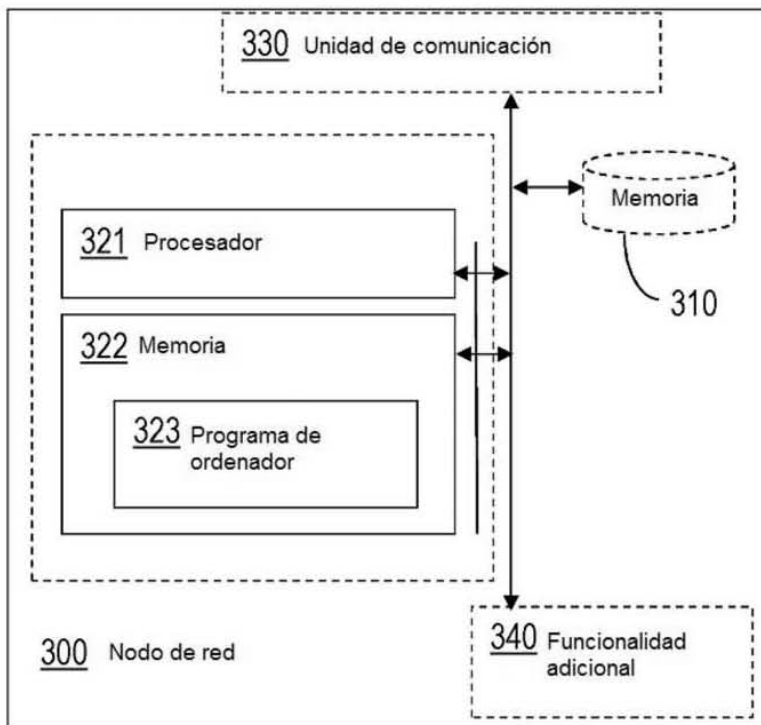 330 Unidad de comunicación
Memoria
310
321 Procesador
322 Memoria
323 Programa de
ordenador
300 Nodo de red
340 Funcionalidad
adicional